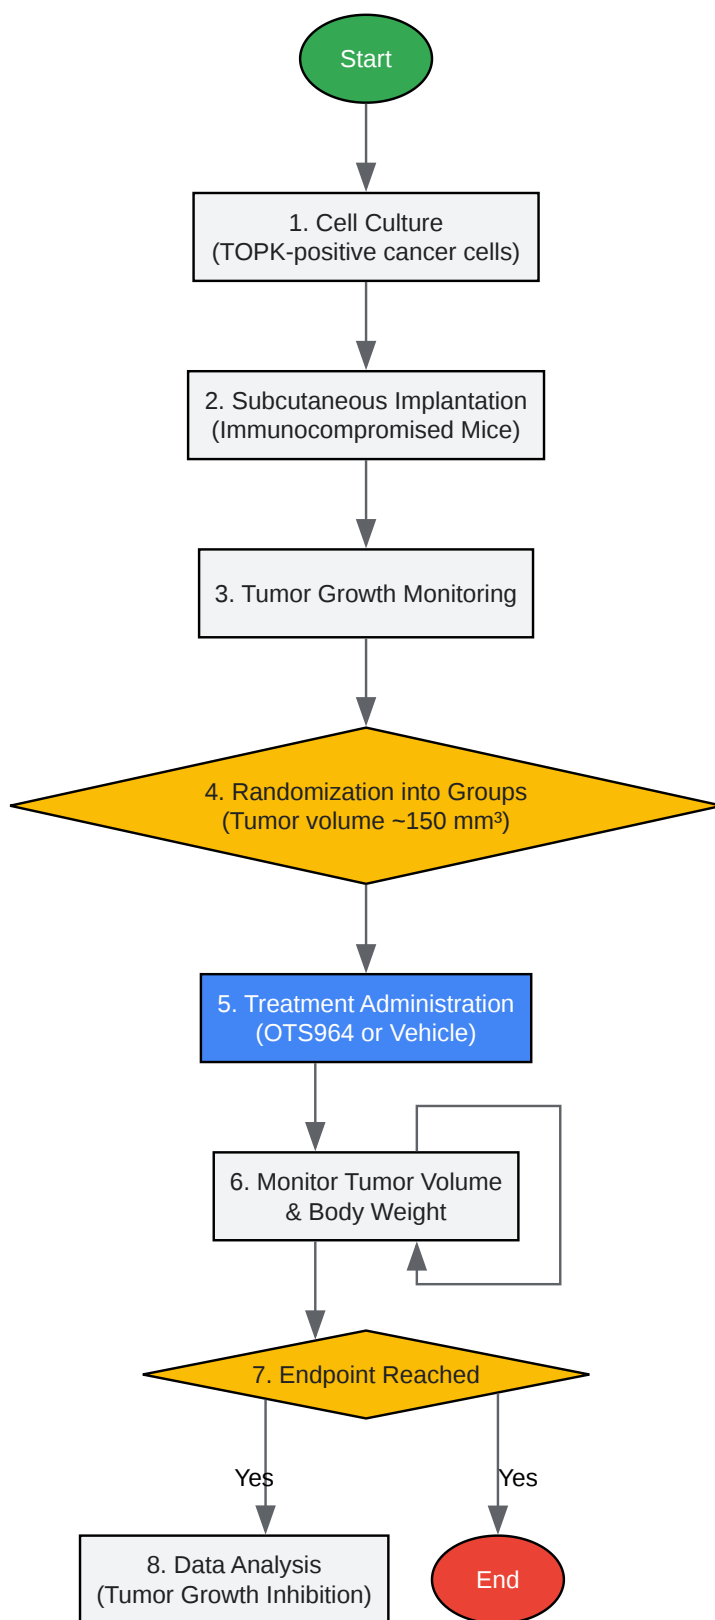 Start
1. Cell Culture
(TOPK-positive cancer cells)
2. Subcutaneous Implantation
(Immunocompromised Mice)
3. Tumor Growth Monitoring
4. Randomization into Groups
(Tumor volume ~150 mm³)
5. Treatment Administration
(OTS964 or Vehicle)
6. Monitor Tumor Volume
& Body Weight
7. Endpoint Reached
Yes
Yes
8. Data Analysis
(Tumor Growth Inhibition)
End